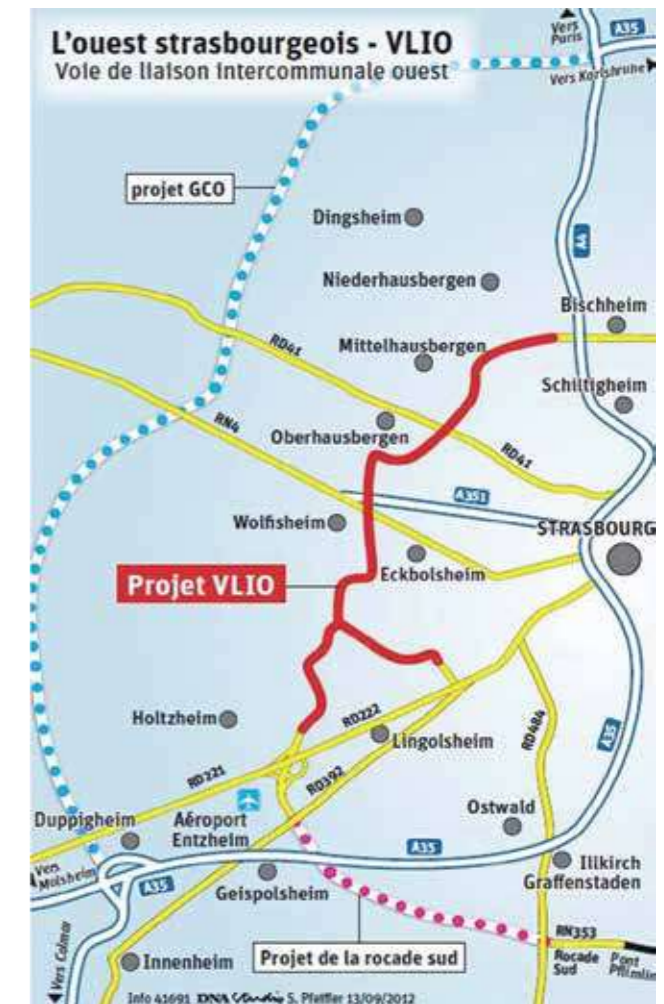 L'ouest strasbourgeois - VLIO
Voie de liaison intercommunale ouest
Vers
Paris
A35
Vers Karlsruhe
projet GCO
Dingsheim
A4
Niederhausbergen
Bischheim
RD41
Mittelhausbergen
Schiltigheim
RN4
Oberhausbergen
RD41
A351
Wolfisheim
STRASBOURG
Eckbolsheim
Projet VLIO
Holtzheim
RD222
Lingolsheim
RD484
A35
RD221
RD392
Ostwald
Duppigheim
Aéroport
Entzheim
A35
Vers
Molsheim
A35
Geispolsheim
Illkirch
Graffenstaden
RN353
Vers Colmar
Innenheim
Projet de la rocade sud
Rocade
Sud
Pont
Pflimlin
Info 41691 DNA Studio S. Pfeiffer 13/09/2012